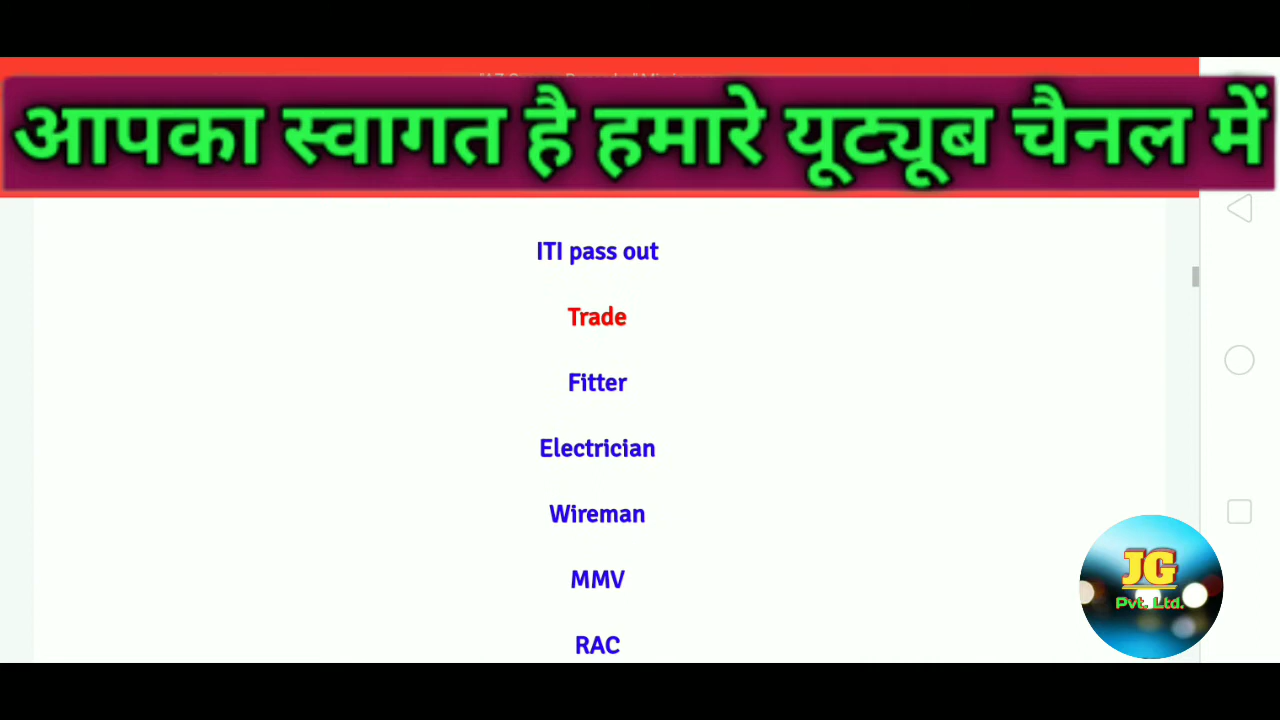 आपका स्वागत है हमारे यूट्यूब चैनल में
ITI pass out
Trade
Fitter
Electrician
Wireman
MMV
RAC
JG
Pvt. Ltd.